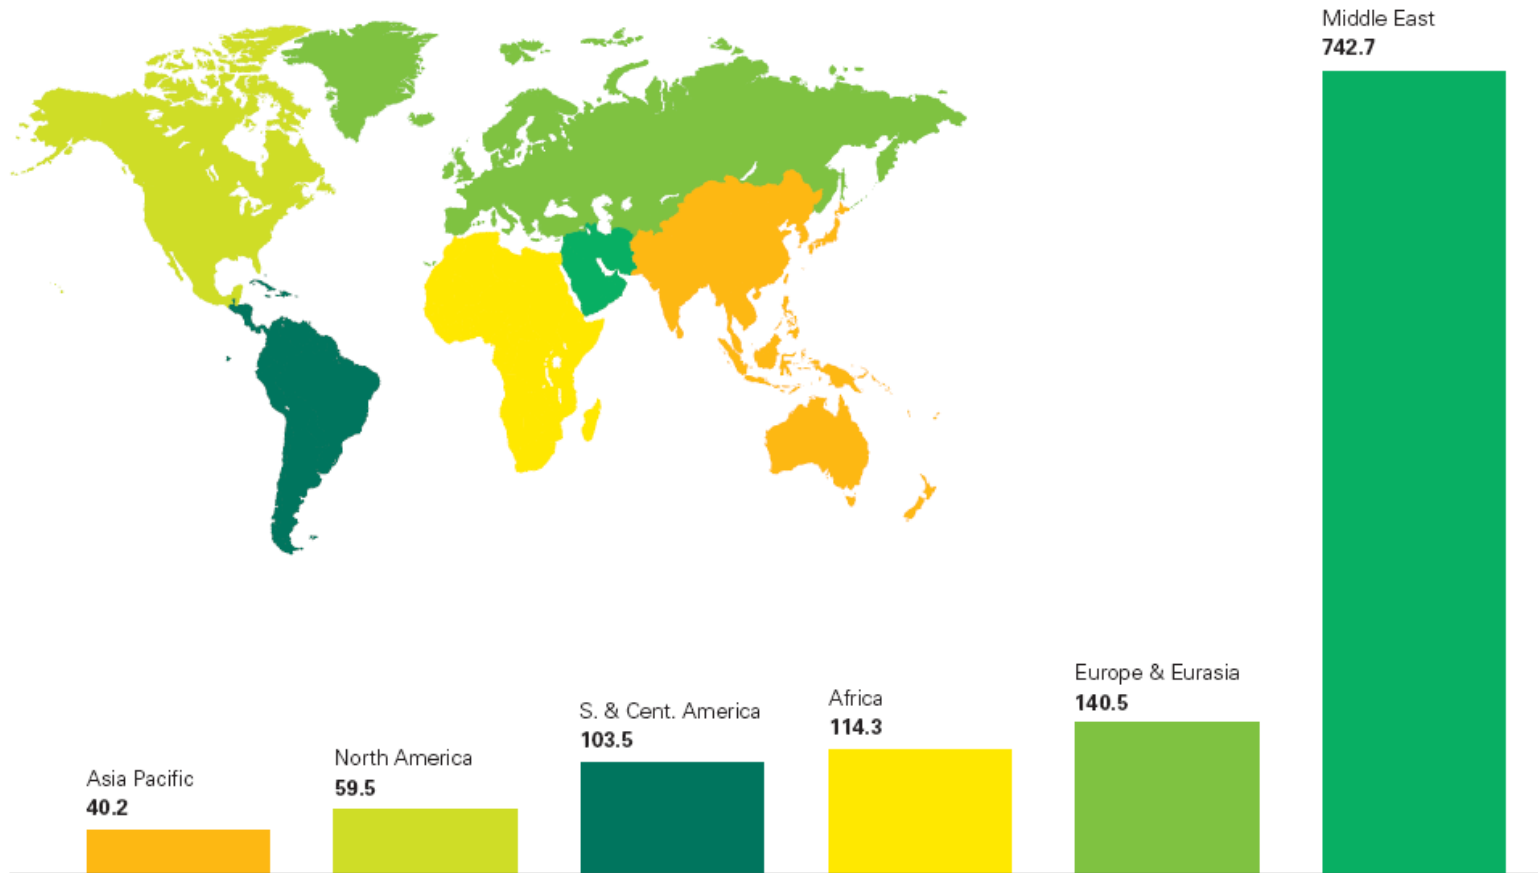 Middle East
742.7
Europe & Eurasia
140.5
Africa
114.3
S. & Cent. America
103.5
North America
59.5
Asia Pacific
40.2